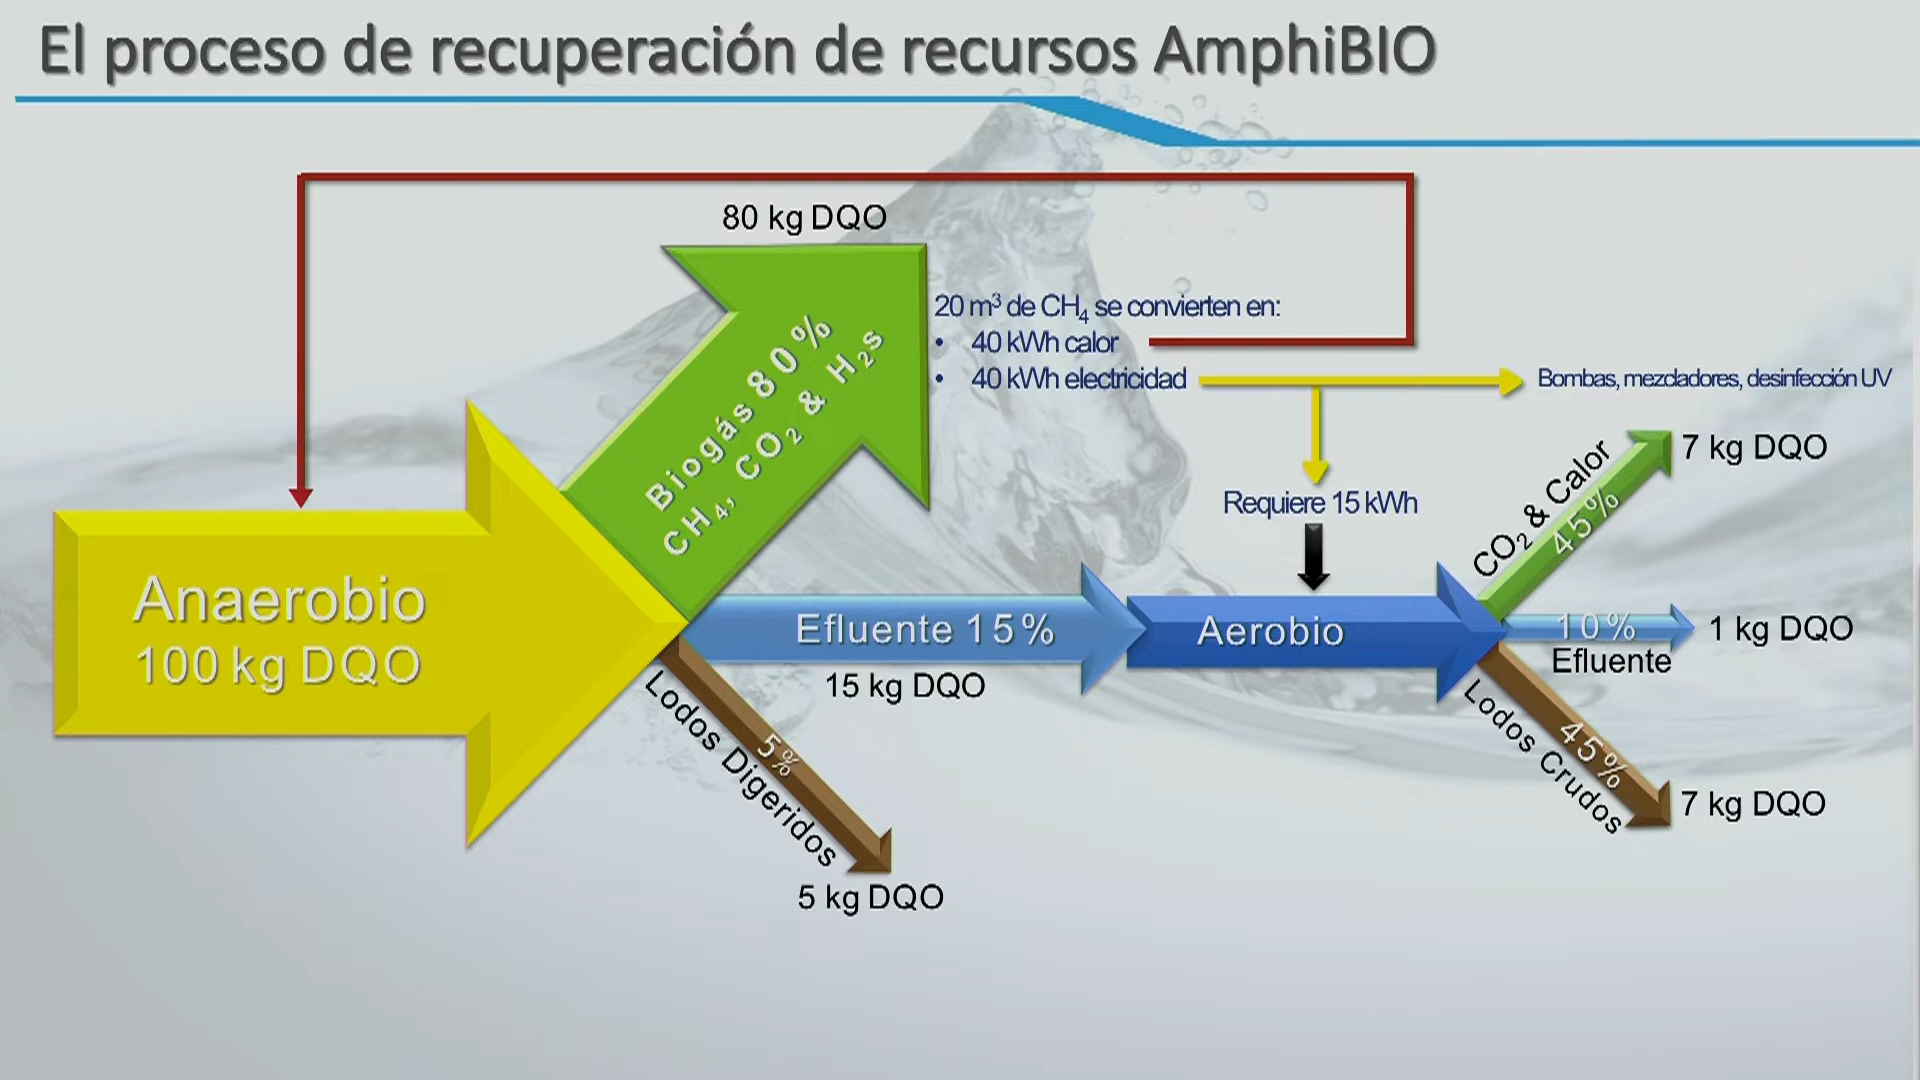 El proceso de recuperación de recursos AmphiBIO
80 kg DQO
20 m³ de CH₄ se convierten en:
• 40 kWh calor
• 40 kWh electricidad
Bombas, mezcladores, desinfección UV
Biogás 80%
CH₄, CO₂ & H₂s
Requiere 15 kWh
CO₂ & Calor
45%
7 kg DQO
Anaerobio
100 kg DQO
Efluente 15%
15 kg DQO
Aerobio
10%
Efluente
1 kg DQO
5%
Lodos Digeridos
5 kg DQO
45%
Lodos Crudos
7 kg DQO